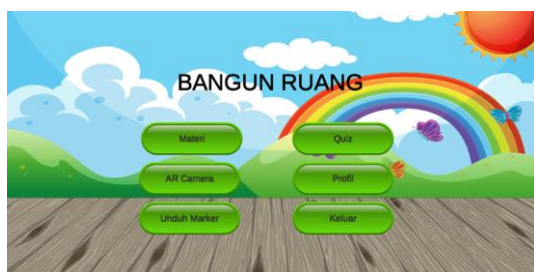 BANGUN RUANG
Materi
Quiz
AR Camera
Profil
Unduh Marker
Keluar